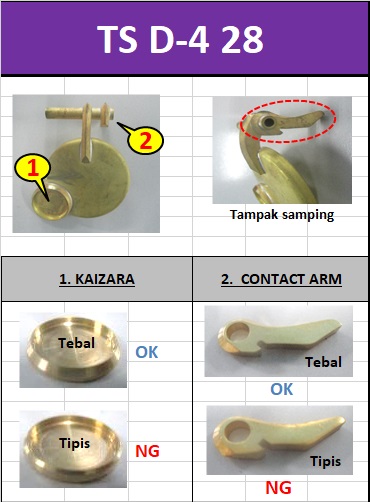 TS D-4 28
1
2
Tampak samping
1. KAIZARA
2. CONTACT ARM
Tebal
OK
Tebal
OK
Tipis
NG
Tipis
NG